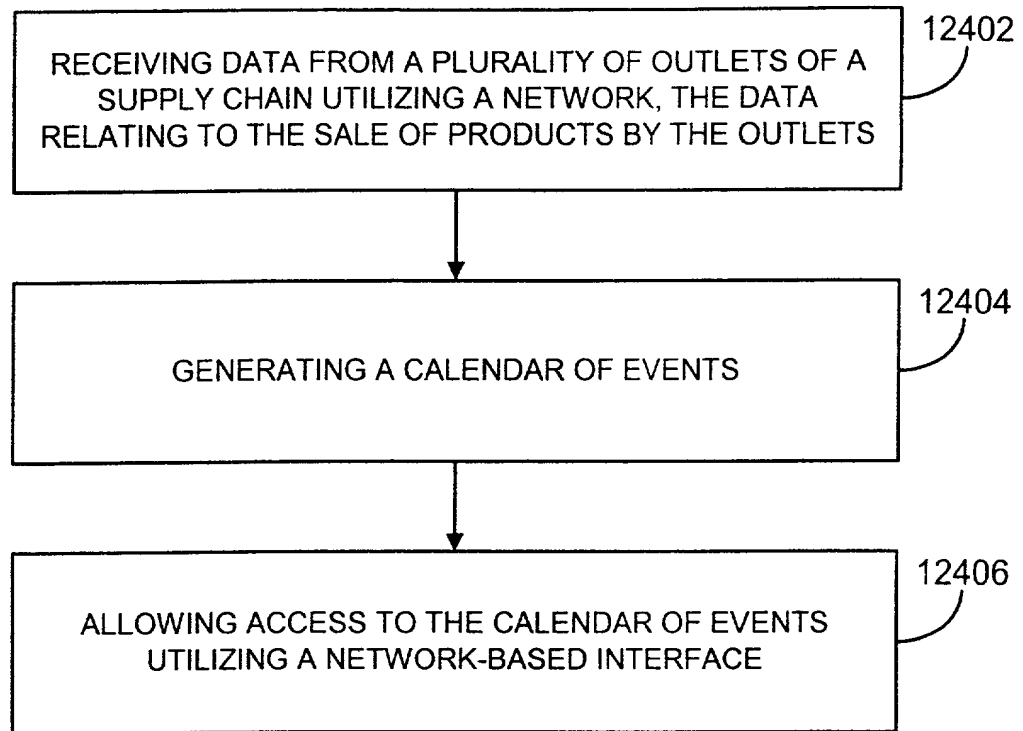 12402
RECEIVING DATA FROM A PLURALITY OF OUTLETS OF A
SUPPLY CHAIN UTILIZING A NETWORK, THE DATA
RELATING TO THE SALE OF PRODUCTS BY THE OUTLETS
12404
GENERATING A CALENDAR OF EVENTS
12406
ALLOWING ACCESS TO THE CALENDAR OF EVENTS
UTILIZING A NETWORK-BASED INTERFACE